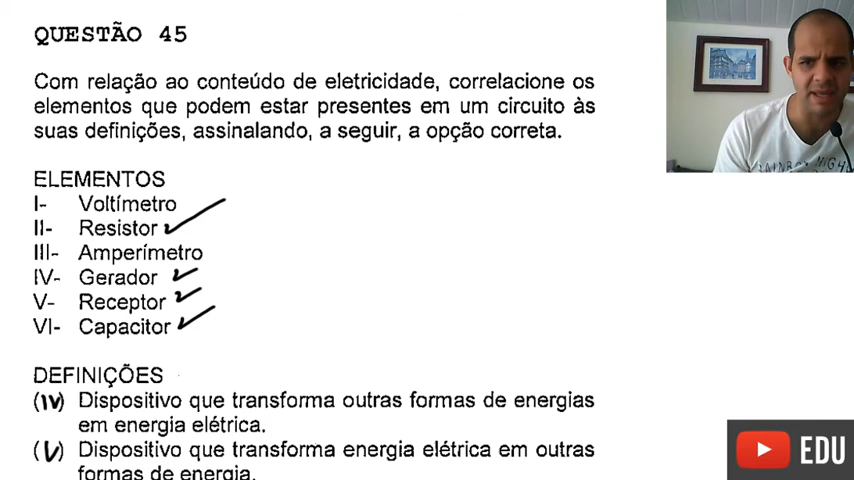 QUESTÃO 45
Com relação ao conteúdo de eletricidade, correlacione os
elementos que podem estar presentes em um circuito às
suas definições, assinalando, a seguir, a opção correta.
ELEMENTOS
I- Voltímetro
II- Resistor
III- Amperímetro
IV- Gerador
V- Receptor
VI- Capacitor
DEFINIÇÕES
(IV) Dispositivo que transforma outras formas de energias
em energia elétrica.
(V) Dispositivo que transforma energia elétrica em outras
formas de energia.
EDU